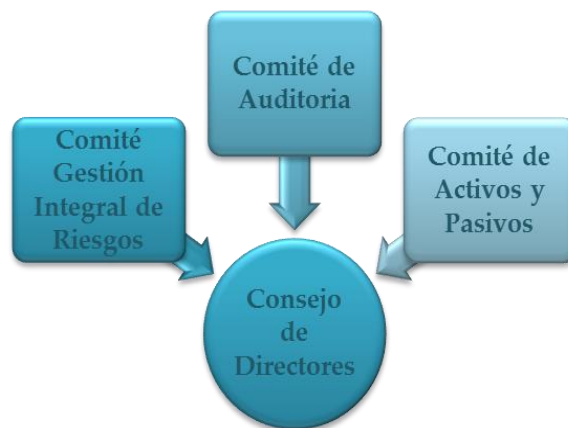 Comité de
Auditoria
Comité
Gestión
Integral de
Riesgos
Comité de
Activos y
Pasivos
Consejo
de
Directores